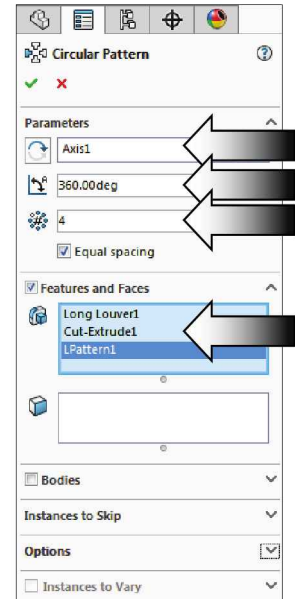 Circular Pattern
Parameters
Axis1
360.00deg
4
Equal spacing
Features and Faces
Long Louver1
Cut-Extrude1
LPattern1
Bodies
Instances to Skip
Options
Instances to Vary